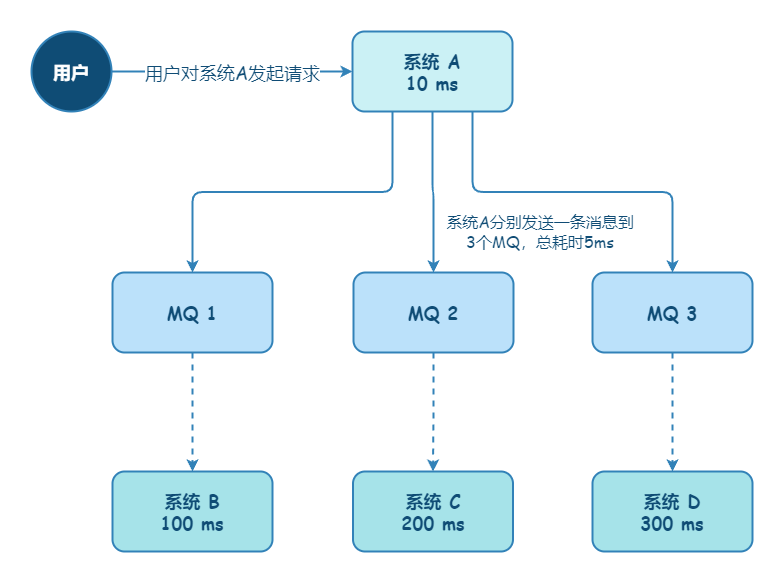 用户
用户对系统A发起请求
系统 A
10 ms
系统A分别发送一条消息到
3个MQ，总耗时5ms
MQ 1
MQ 2
MQ 3
系统 B
100 ms
系统 C
200 ms
系统 D
300 ms